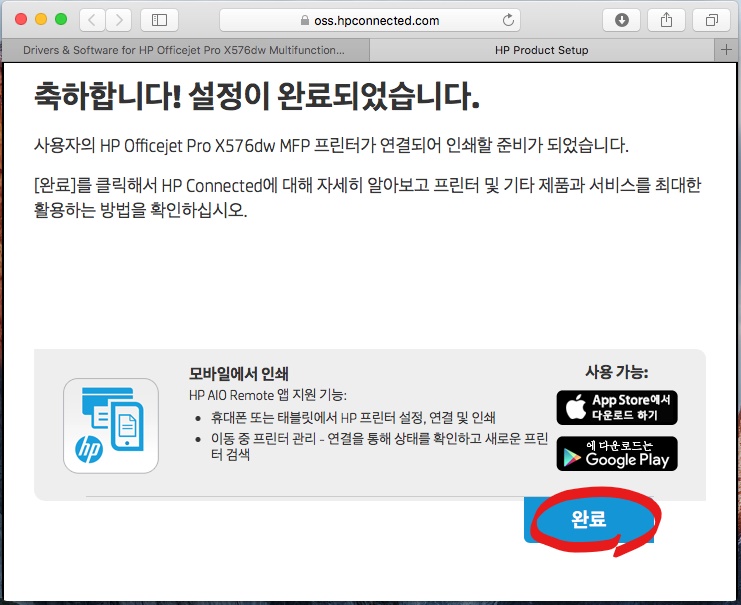 oss.hpconnected.com
Drivers & Software for HP Officejet Pro X576dw Multifunction...
HP Product Setup
축하합니다! 설정이 완료되었습니다.
사용자의 HP Officejet Pro X576dw MFP 프린터가 연결되어 인쇄할 준비가 되었습니다.
[완료]를 클릭해서 HP Connected에 대해 자세히 알아보고 프린터 및 기타 제품과 서비스를 최대한
활용하는 방법을 확인하십시오.
hp
모바일에서 인쇄
HP AIO Remote 앱 지원 기능:
• 휴대폰 또는 태블릿에서 HP 프린터 설정, 연결 및 인쇄
• 이동 중 프린터 관리 - 연결을 통해 상태를 확인하고 새로운 프린
터 검색
사용 가능:
App Store에서
다운로드 하기
에 다운로드는
Google Play
완료